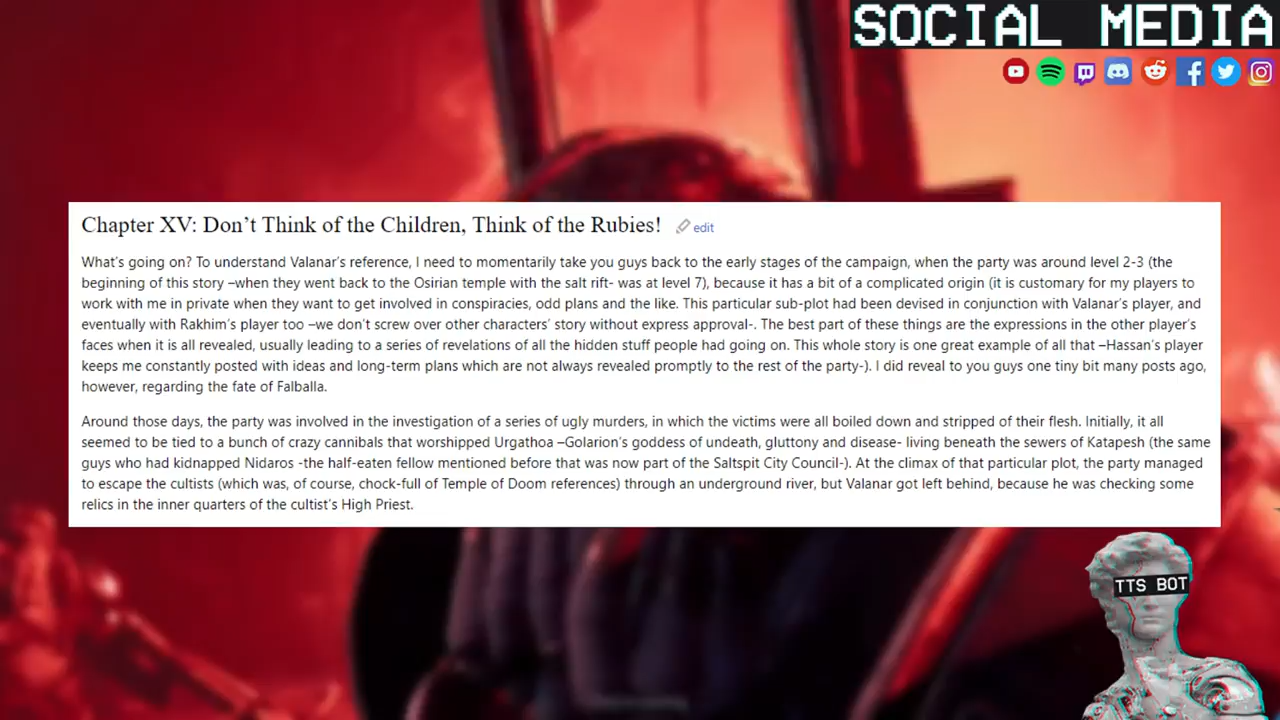 SOCIAL MEDIA
Chapter XV: Don’t Think of the Children, Think of the Rubies! edit
What’s going on? To understand Valanar’s reference, I need to momentarily take you guys back to the early stages of the campaign, when the party was around level 2-3 (the
beginning of this story –when they went back to the Osirian temple with the salt rift- was at level 7), because it has a bit of a complicated origin (it is customary for my players to
work with me in private when they want to get involved in conspiracies, odd plans and the like. This particular sub-plot had been devised in conjunction with Valanar’s player, and
eventually with Rakhim’s player too –we don’t screw over other characters’ story without express approval-. The best part of these things are the expressions in the other player’s
faces when it is all revealed, usually leading to a series of revelations of all the hidden stuff people had going on. This whole story is one great example of all that –Hassan’s player
keeps me constantly posted with ideas and long-term plans which are not always revealed promptly to the rest of the party-). I did reveal to you guys one tiny bit many posts ago,
however, regarding the fate of Falballa.
Around those days, the party was involved in the investigation of a series of ugly murders, in which the victims were all boiled down and stripped of their flesh. Initially, it all
seemed to be tied to a bunch of crazy cannibals that worshipped Urgathoa –Golarion’s goddess of undeath, gluttony and disease- living beneath the sewers of Katapesh (the same
guys who had kidnapped Nidaros -the half-eaten fellow mentioned before that was now part of the Saltspit City Council-). At the climax of that particular plot, the party managed
to escape the cultists (which was, of course, chock-full of Temple of Doom references) through an underground river, but Valanar got left behind, because he was checking some
relics in the inner quarters of the cultist’s High Priest.
TTS BOT